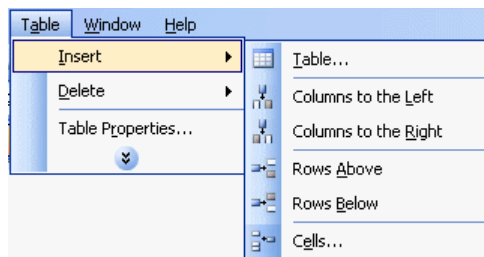 Table Window Help
Insert
Delete
Table Properties...
Table...
Columns to the Left
Columns to the Right
Rows Above
Rows Below
Cells...